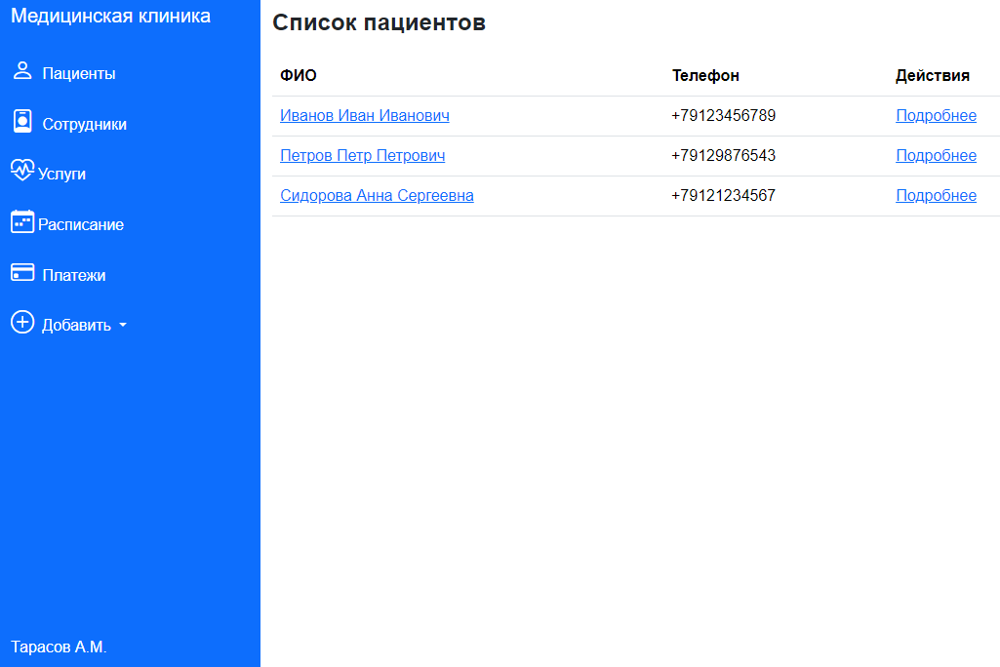 Медицинская клиника
Пациенты
Сотрудники
Услуги
Расписание
Платежи
Добавить
Тарасов А.М.
Список пациентов
ФИО Телефон Действия
Иванов Иван Иванович +79123456789 Подробнее
Петров Петр Петрович +79129876543 Подробнее
Сидорова Анна Сергеевна +79121234567 Подробнее